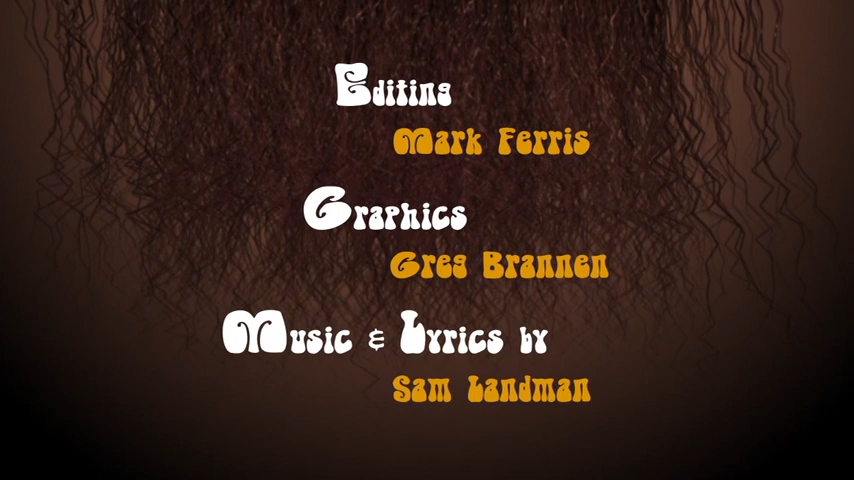 Editing
Mark Ferris
Graphics
Greg Brannen
Music & Lyrics by
Sam Landman